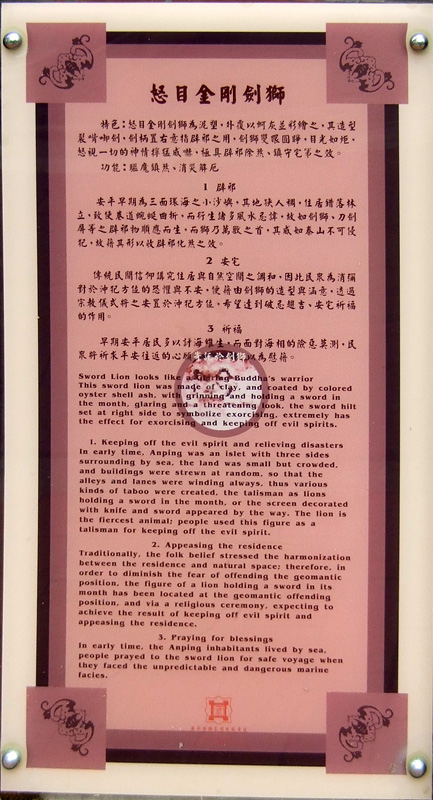 怒目金剛劍獅
特色：怒目金剛劍獅為泥塑，外覆以蚵灰並彩繪之，其造型
裂嘴啣劍，劍柄置右意指辟邪之用，劍獅雙眼圓睜，目光如炬，
怒視一切的神情猙猛威嚇，極具辟邪除煞、鎮守宅第之效。
功能：驅魔鎮煞、消災解厄
1 辟邪
安平早期為三面環海之小沙嶼，其地狹人稠，住居錯落林
立，致使巷道蜿蜒曲折，而衍生諸多風水忌諱，故如劍獅、刀劍
屏等之辟邪物順應而生，而獅乃萬獸之首，其威如泰山不可侵
犯，故藉其形以收辟邪化煞之效。
2 安宅
傳統民間信仰講究住居與自然空間之調和，因此民眾為消彌
對於沖犯方位的恐懼與不安，使藉由劍獅的造型與涵意，透過
宗教儀式將之安置於沖犯方位，希望達到破忌趨吉、安宅祈福
的作用。
3 祈福
早期安平居民多以討海維生，而面對海相的險惡莫測，民
眾將祈求平安往返的心願寄託於劍獅以為慰藉。
Sword Lion looks like a Glaring Buddha's warrior
This sword lion was made of clay, and coated by colored
oyster shell ash, with grinning and holding a sword in
the month, glaring and a threatening look, the sword hilt
set at right side to symbolize exorcising, extremely has
the effect for exorcising and keeping off evil spirits.
1. Keeping off the evil spirit and relieving disasters
In early time, Anping was an islet with three sides
surrounding by sea, the land was small but crowded,
and buildings were strewn at random, so that the
alleys and lanes were winding always, thus various
kinds of taboo were created, the talisman as lions
holding a sword in the month, or the screen decorated
with knife and sword appeared by the way. The lion is
the fiercest animal; people used this figure as a
talisman for keeping off the evil spirit.
2. Appeasing the residence
Traditionally, the folk belief stressed the harmonization
between the residence and natural space; therefore, in
order to diminish the fear of offending the geomantic
position, the figure of a lion holding a sword in its
month has been located at the geomantic offending
position, and via a religious ceremony, expecting to
achieve the result of keeping off evil spirit and
appeasing the residence.
3. Praying for blessings
In early time, the Anping inhabitants lived by sea,
people prayed to the sword lion for safe voyage when
they faced the unpredictable and dangerous marine
facies.